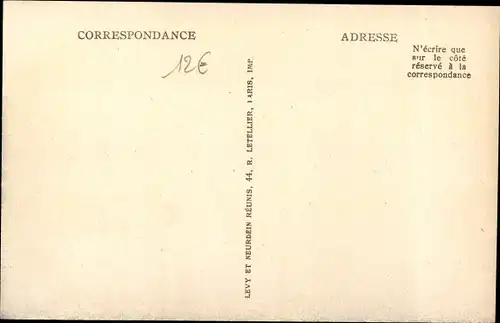 CORRESPONDANCE
12€
LEVY ET NEURDEIN RÉUNIS, 44, R. LETELLIER, PARIS, IMP.
ADRESSE
N'écrire que
sur le côté
réservé à la
correspondance